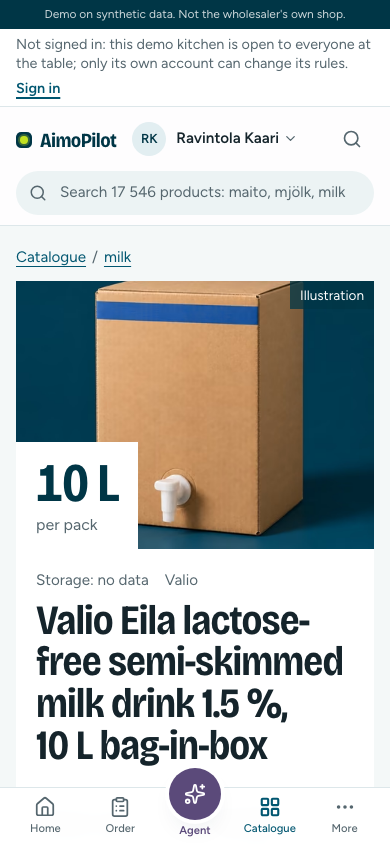 Demo on synthetic data. Not the wholesaler's own shop.
Not signed in: this demo kitchen is open to everyone at
the table; only its own account can change its rules.
Sign in
AimoPilot RK Ravintola Kaari
Search 17 546 products: maito, mjölk, milk
Catalogue / milk
Illustration
10 L
per pack
Storage: no data Valio
Valio Eila lactose-
free semi-skimmed
milk drink 1.5 %,
10 L bag-in-box
Home Order Agent Catalogue More